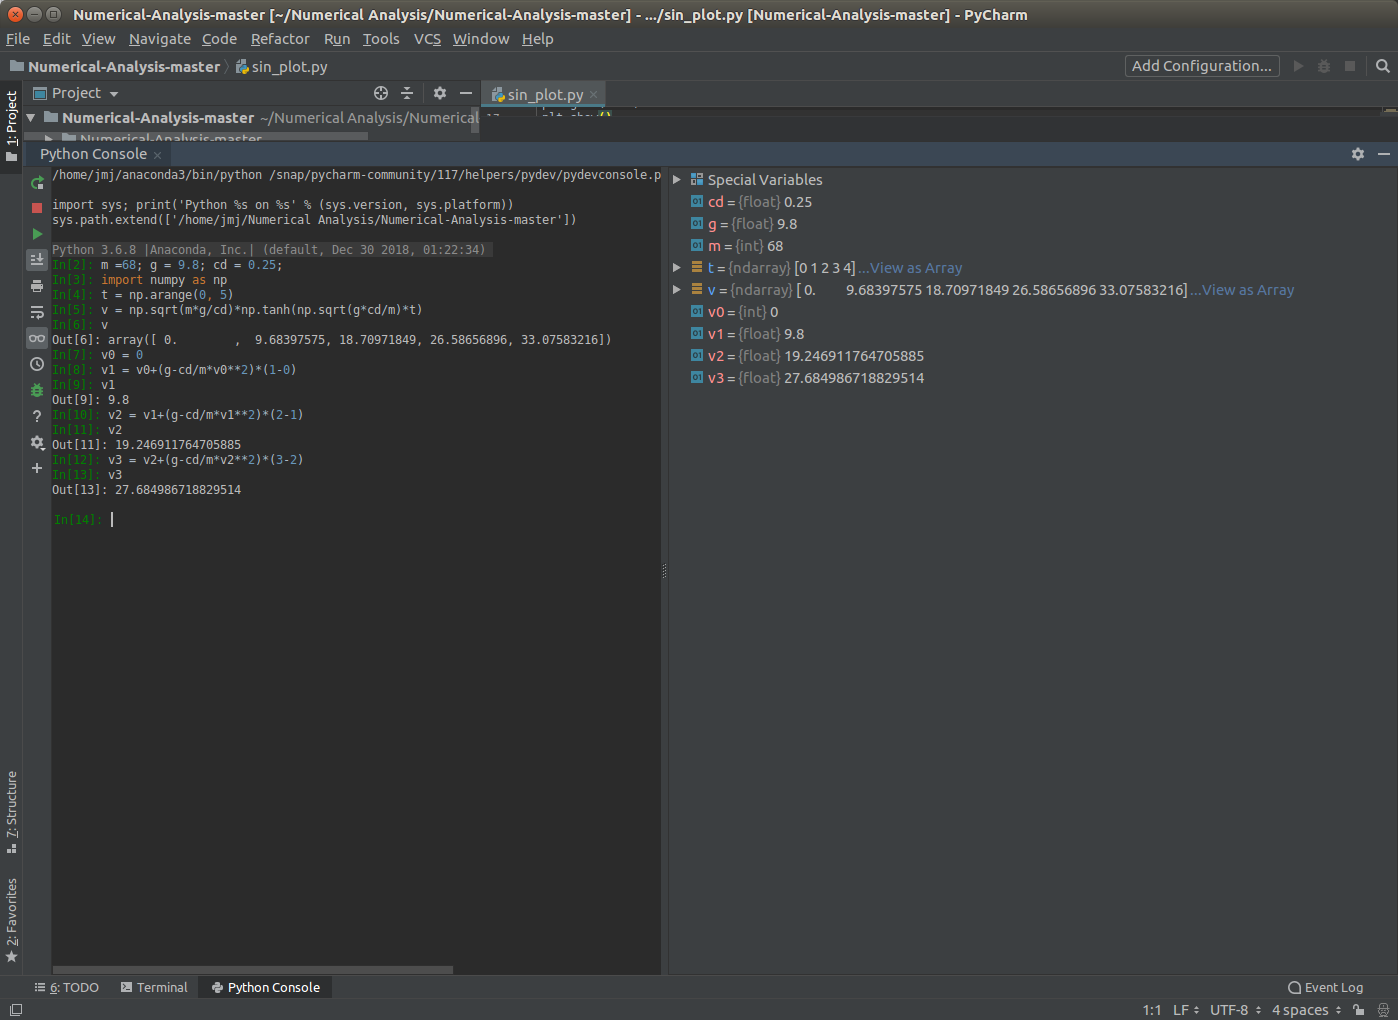 Numerical-Analysis-master [~/Numerical Analysis/Numerical-Analysis-master] - .../sin_plot.py [Numerical-Analysis-master] - PyCharm
File Edit View Navigate Code Refactor Run Tools VCS Window Help
Numerical-Analysis-master sin_plot.py Add Configuration...
1: Project
Project
sin_plot.py
Numerical-Analysis-master ~/Numerical Analysis/Numerical
Numerical-Analysis-master
Python Console
/home/jmj/anaconda3/bin/python /snap/pycharm-community/117/helpers/pydev/pydevconsole.p
import sys; print('Python %s on %s' % (sys.version, sys.platform))
sys.path.extend(['/home/jmj/Numerical Analysis/Numerical-Analysis-master'])
Python 3.6.8 |Anaconda, Inc.| (default, Dec 30 2018, 01:22:34)
In[2]: m =68; g = 9.8; cd = 0.25;
In[3]: import numpy as np
In[4]: t = np.arange(0, 5)
In[5]: v = np.sqrt(m*g/cd)*np.tanh(np.sqrt(g*cd/m)*t)
In[6]: v
Out[6]: array([ 0.        ,  9.68397575, 18.70971849, 26.58656896, 33.07583216])
In[7]: v0 = 0
In[8]: v1 = v0+(g-cd/m*v0**2)*(1-0)
In[9]: v1
Out[9]: 9.8
In[10]: v2 = v1+(g-cd/m*v1**2)*(2-1)
In[11]: v2
Out[11]: 19.246911764705885
In[12]: v3 = v2+(g-cd/m*v2**2)*(3-2)
In[13]: v3
Out[13]: 27.684986718829514
In[14]:
Special Variables
cd = {float} 0.25
g = {float} 9.8
m = {int} 68
t = {ndarray} [0 1 2 3 4] ...View as Array
v = {ndarray} [ 0.         9.68397575 18.70971849 26.58656896 33.07583216] ...View as Array
v0 = {int} 0
v1 = {float} 9.8
v2 = {float} 19.246911764705885
v3 = {float} 27.684986718829514
7: Structure
2: Favorites
6: TODO Terminal Python Console Event Log
1:1 LF UTF-8 4 spaces